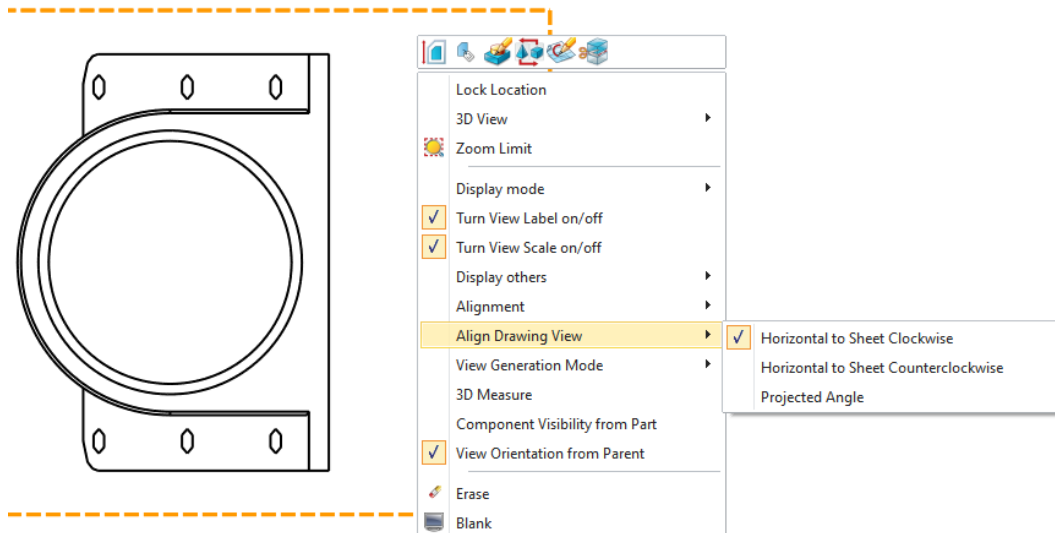 Lock Location
3D View
Zoom Limit
Display mode
Turn View Label on/off
Turn View Scale on/off
Display others
Alignment
Align Drawing View
Horizontal to Sheet Clockwise
Horizontal to Sheet Counterclockwise
Projected Angle
View Generation Mode
3D Measure
Component Visibility from Part
View Orientation from Parent
Erase
Blank